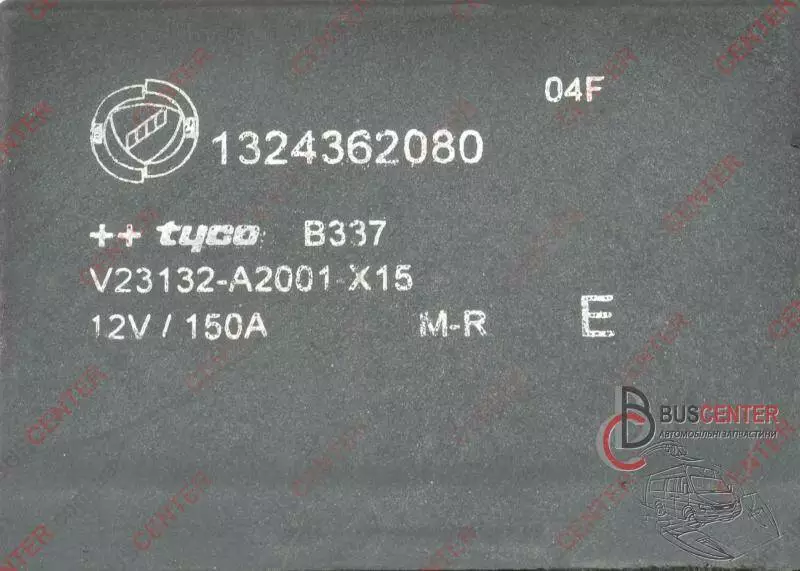 04F
1324362080
++ tyco B337
V23132-A2001-X15
12V / 150A M-R E
BUSCENTER
АВТОМОБІЛЬНІ ЗАПЧАСТИНИ